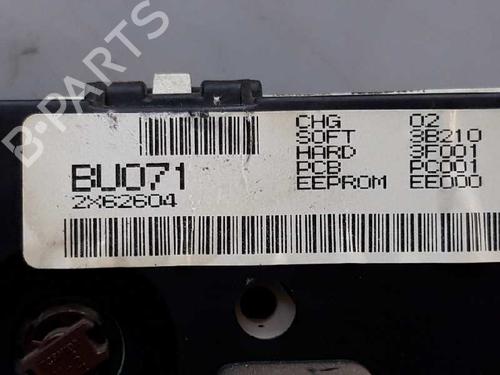 CHG 02
SOFT 3B210
HARD 3F001
PCB PC001
EEPROM EE000
BU071
2X62604
B-PARTS